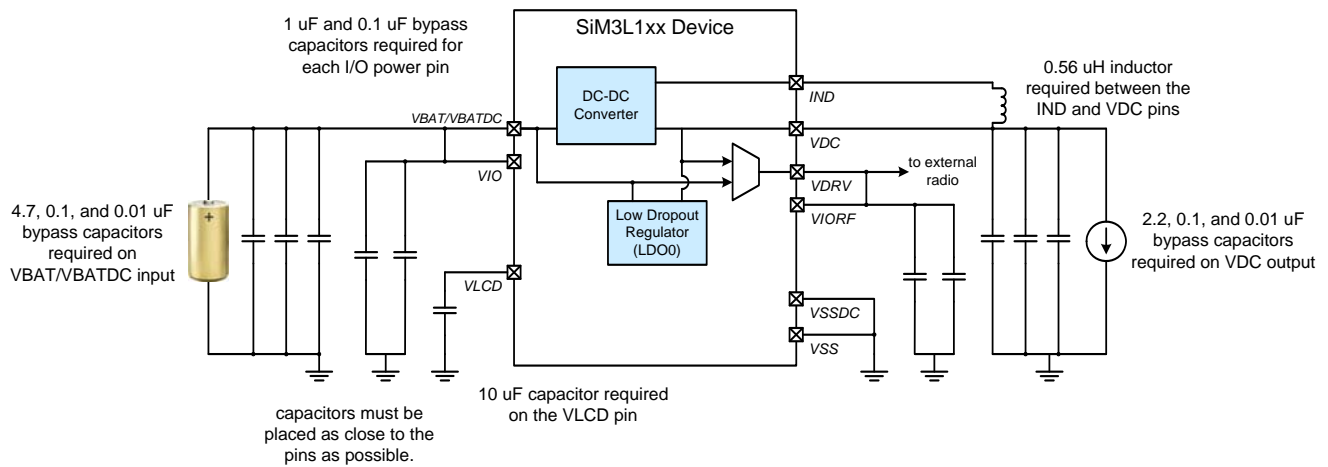 1 uF and 0.1 uF bypass
capacitors required for
each I/O power pin
SiM3L1xx Device
DC-DC
Converter
IND
0.56 uH inductor
required between the
IND and VDC pins
VBAT/VBATDC
VDC
VIO
to external
radio
VDRV
VIORF
Low Dropout
Regulator
(LDO0)
+
4.7, 0.1, and 0.01 uF
bypass capacitors
required on
VBAT/VBATDC input
2.2, 0.1, and 0.01 uF
bypass capacitors
required on VDC output
VLCD
VSSDC
VSS
10 uF capacitor required
on the VLCD pin
capacitors must be
placed as close to the
pins as possible.